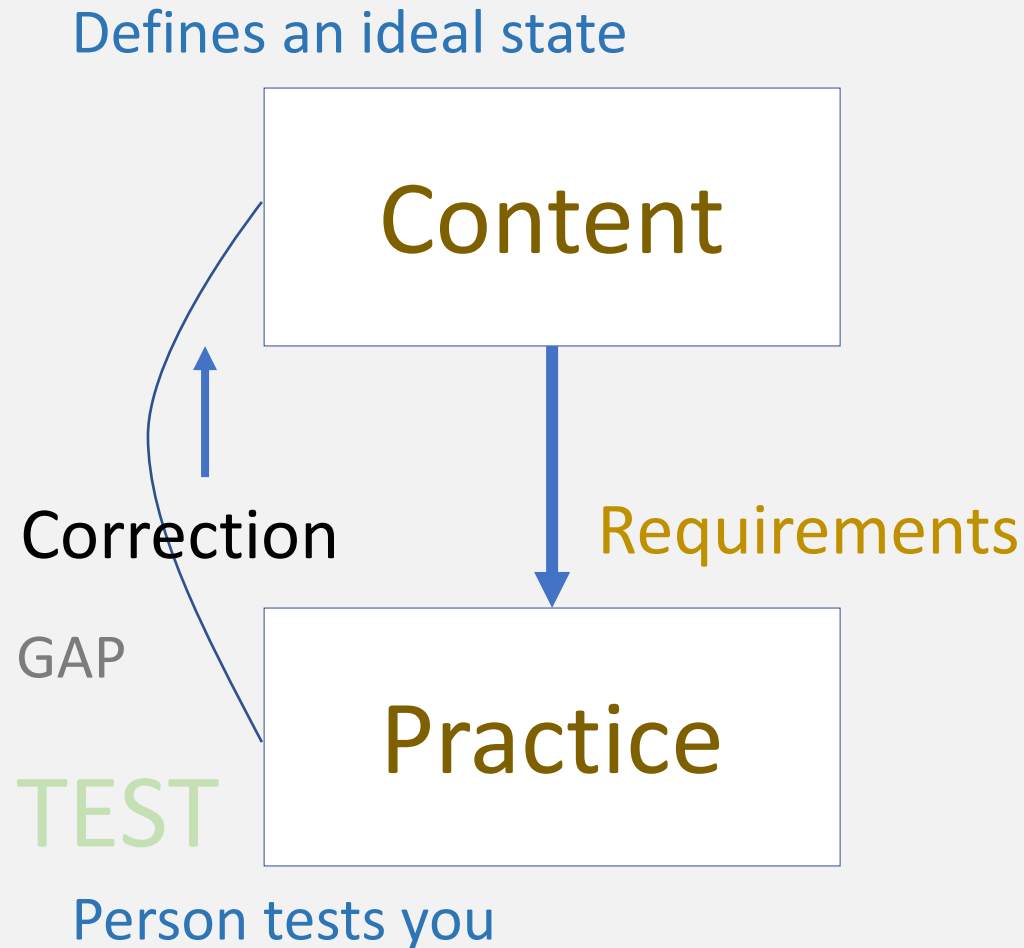 Defines an ideal state
Content
Correction
Requirements
GAP
Practice
TEST
Person tests you